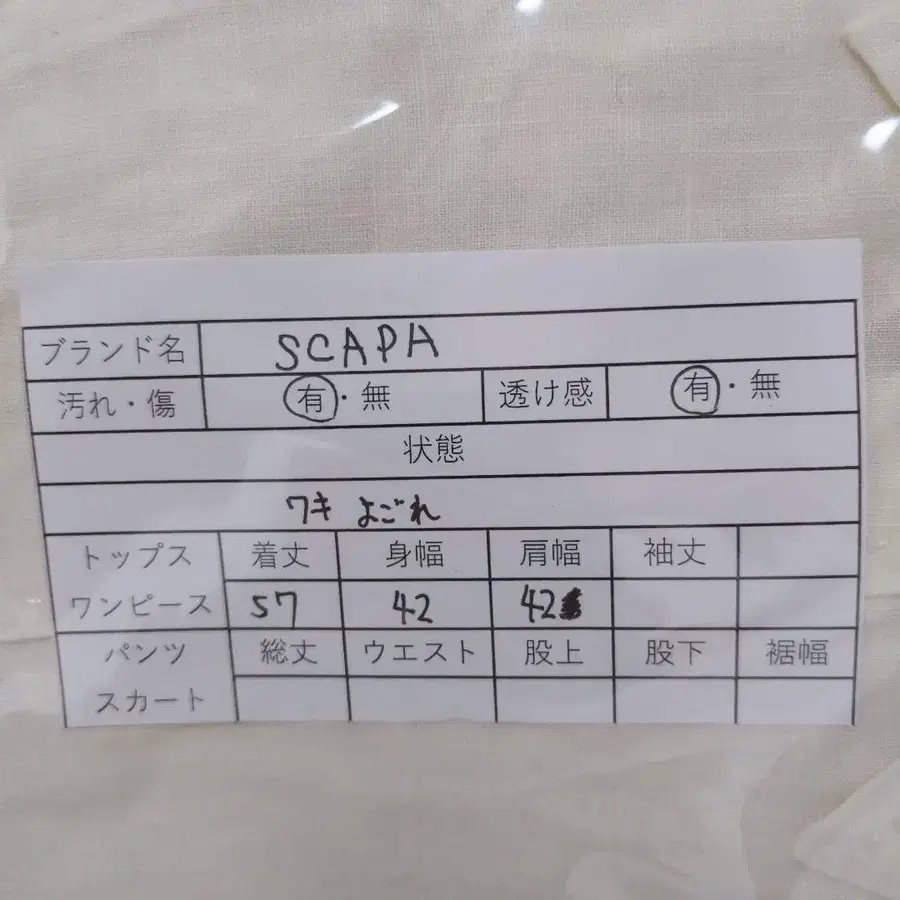 ブランド名 SCAPA
汚れ・傷 有・無 透け感 有・無
状態
ワキ よごれ
トップス 着丈 身幅 肩幅 袖丈
ワンピース 57 42 42
パンツ 総丈 ウエスト 股上 股下 裾幅
スカート